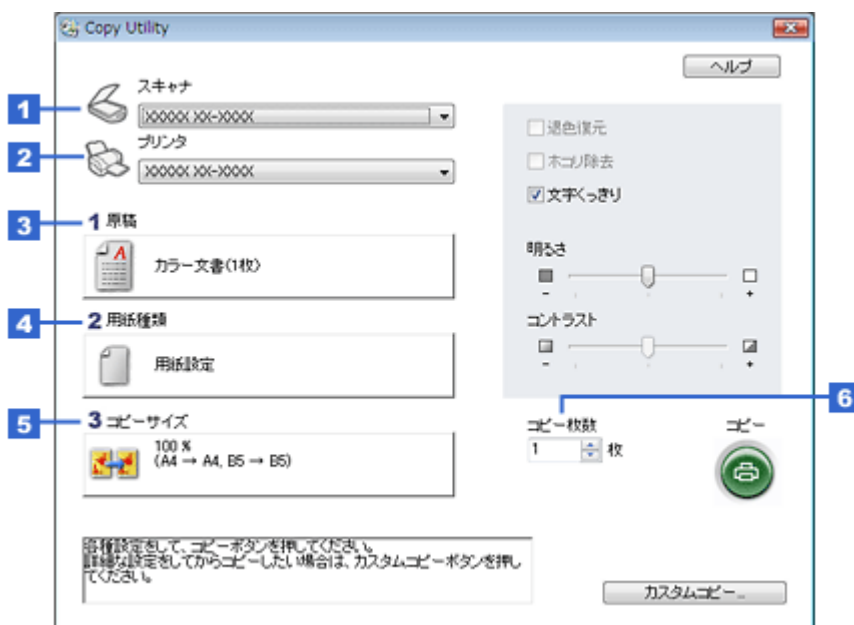 Copy Utility
ヘルプ
スキャナ
1
XXXXX XX-XXXX
プリンタ
2
XXXXX XX-XXXX
退色復元
ホコリ除去
文字くっきり
3
1 原稿
カラー文書(1枚)
明るさ
- +
4
2 用紙種類
用紙設定
コントラスト
- +
6
5
3 コピーサイズ
100 %
(A4 → A4, B5 → B5)
コピー枚数
1 枚
コピー
各種設定をして、コピーボタンを押してください。
詳細な設定をしてからコピーしたい場合は、カスタムコピーボタンを押し
てください。
カスタムコピー...